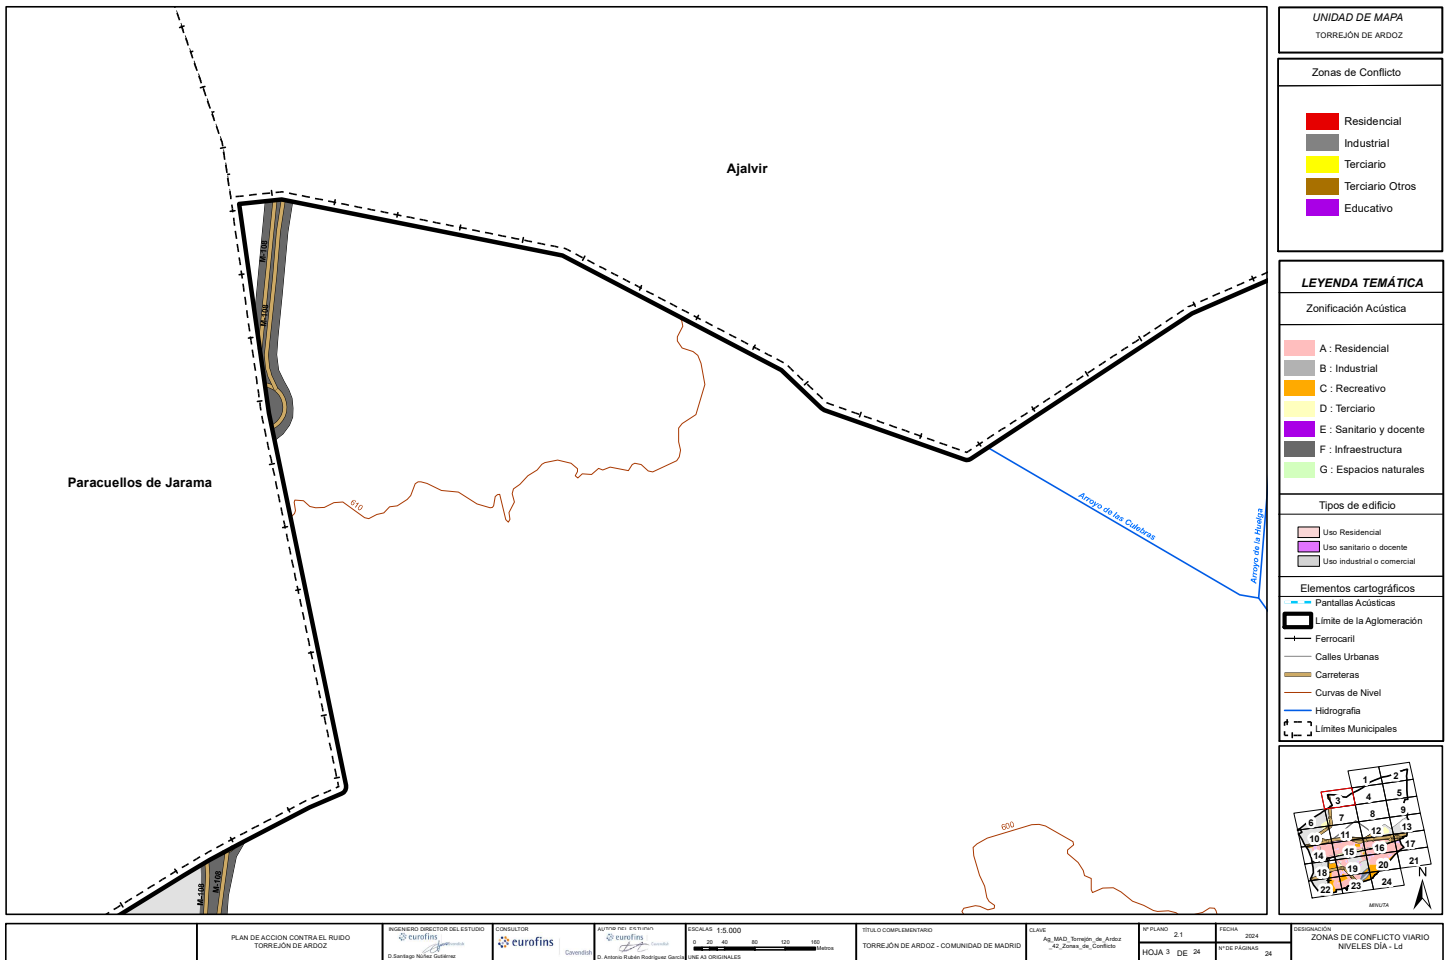 Ajalvir
Paracuellos de Jarama
M-108
M-108
M-108
M-108
610
600
Arroyo de las Culebras
Arroyo de la Huelga
UNIDAD DE MAPA
TORREJÓN DE ARDOZ
Zonas de Conflicto
Residencial
Industrial
Terciario
Terciario Otros
Educativo
LEYENDA TEMÁTICA
Zonificación Acústica
A : Residencial
B : Industrial
C : Recreativo
D : Terciario
E : Sanitario y docente
F : Infraestructura
G : Espacios naturales
Tipos de edificio
Uso Residencial
Uso sanitario o docente
Uso industrial o comercial
Elementos cartográficos
Pantallas Acústicas
Límite de la Aglomeración
Ferrocaril
Calles Urbanas
Carreteras
Curvas de Nivel
Hidrografia
Límites Municipales
1 2
3 4 5
6 7 8 9
10 11 12 13
14 15 16 17
18 19 20 21
22 23 24
N
MINUTA
PLAN DE ACCION CONTRA EL RUIDO
TORREJÓN DE ARDOZ
INGENIERO DIRECTOR DEL ESTUDIO
eurofins
D.Santiago Núñez Gutiérrez
CONSULTOR
eurofins
Cavendish
AUTOR DEL ESTUDIO
eurofins
D. Antonio Rubén Rodríguez García
ESCALAS 1:5.000
0 20 40 80 120 160
Metros
UNE A3 ORIGINALES
TÍTULO COMPLEMENTARIO
TORREJÓN DE ARDOZ - COMUNIDAD DE MADRID
CLAVE
Ag_MAD_Torrejón_de_Ardoz
_42_Zonas_de_Conflicto
Nº PLANO 2.1
HOJA 3 DE 24
FECHA 2024
Nº DE PÁGINAS 24
DESIGNACIÓN
ZONAS DE CONFLICTO VIARIO
NIVELES DÍA - Ld